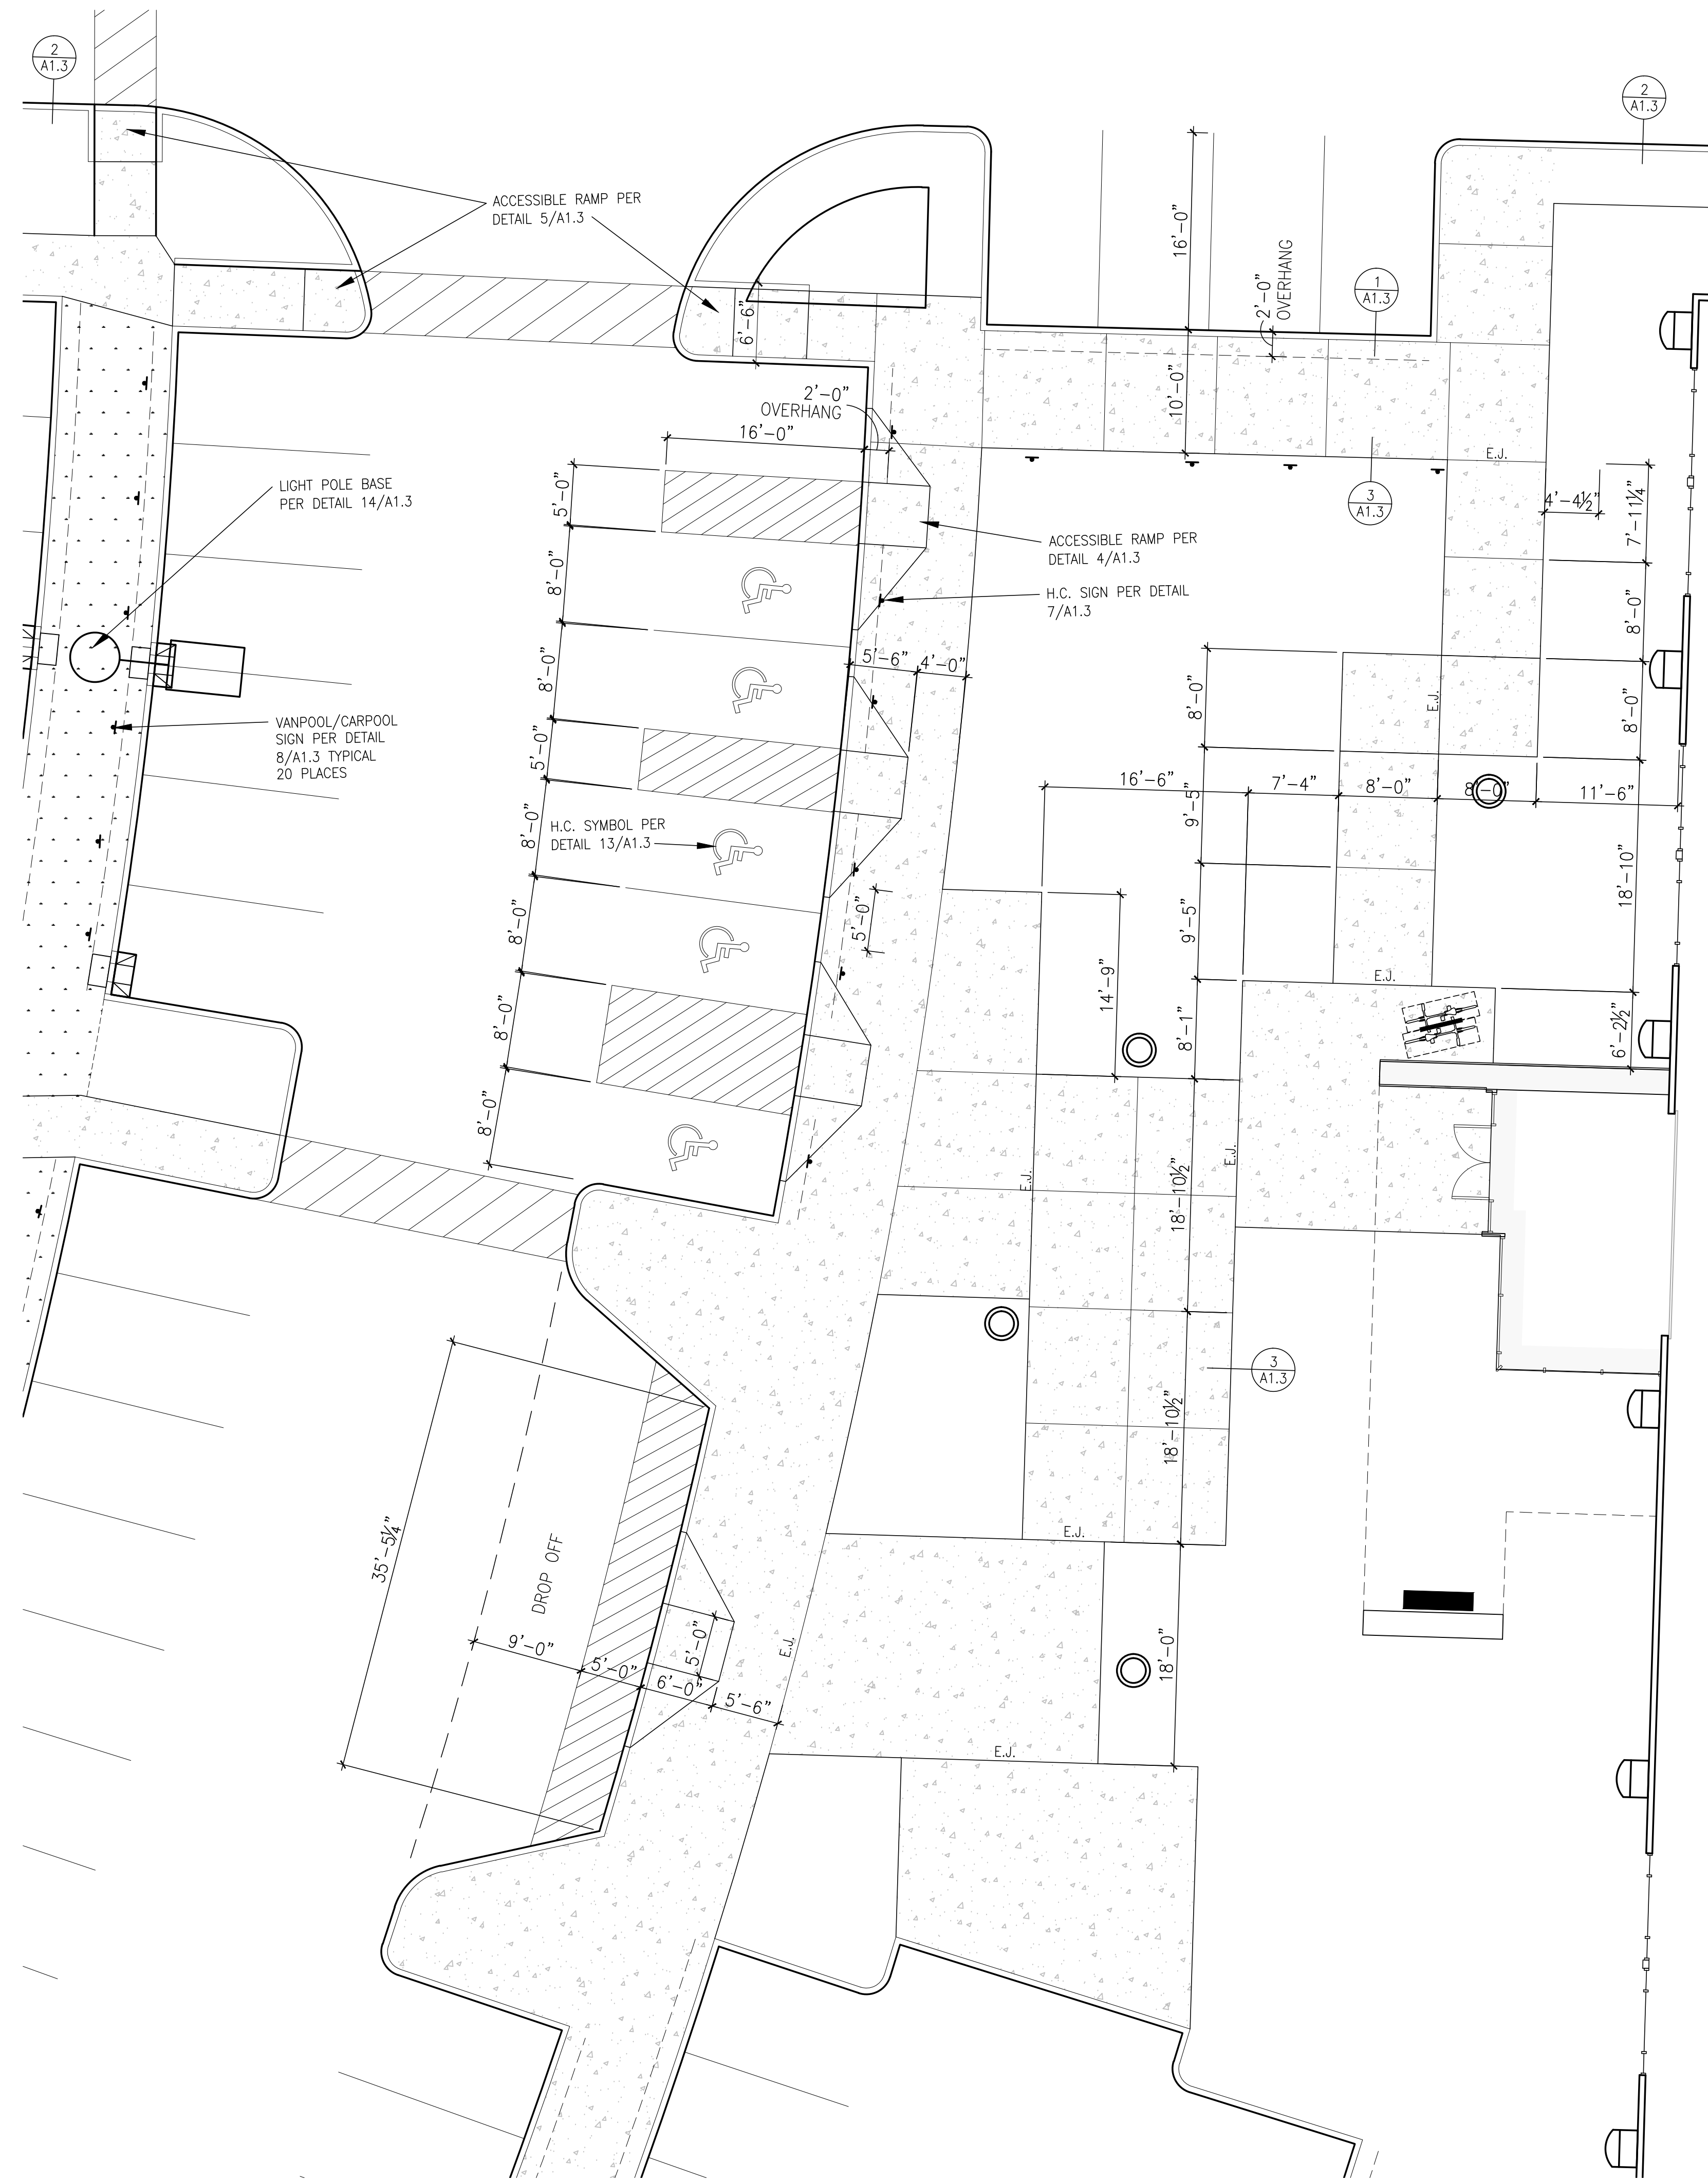 2
A1.3
2
A1.3
ACCESSIBLE RAMP PER
DETAIL 5/A1.3
16'-0"
2'-0"
OVERHANG
1
A1.3
6'-6"
10'-0"
2'-0"
OVERHANG
16'-0"
E.J.
3
A1.3
4'-4½"
7'-11¼"
LIGHT POLE BASE
PER DETAIL 14/A1.3
5'-0"
ACCESSIBLE RAMP PER
DETAIL 4/A1.3
H.C. SIGN PER DETAIL
7/A1.3
8'-0"
8'-0"
8'-0"
5'-6"
4'-0"
8'-0"
E.J.
8'-0"
VANPOOL/CARPOOL
SIGN PER DETAIL
8/A1.3 TYPICAL
20 PLACES
5'-0"
16'-6"
7'-4"
8'-0"
8'-0"
11'-6"
9'-5"
H.C. SYMBOL PER
DETAIL 13/A1.3
8'-0"
18'-10"
8'-0"
5'-0"
9'-5"
14'-9"
E.J.
8'-0"
8'-1"
6'-2½"
8'-0"
E.J.
E.J.
18'-10½"
3
A1.3
18'-10½"
35'-5¼"
DROP OFF
E.J.
9'-0"
5'-0"
5'-0"
6'-0"
5'-6"
E.J.
18'-0"
E.J.